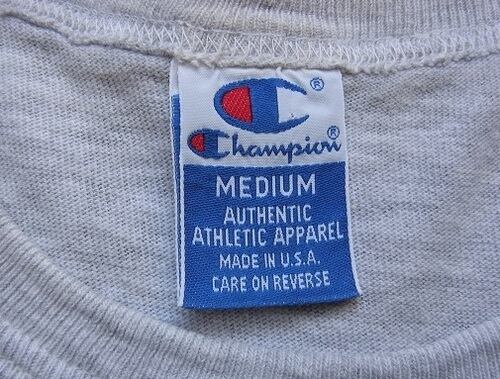 C ®
Champion ®
MEDIUM
AUTHENTIC
ATHLETIC APPAREL
MADE IN U.S.A.
CARE ON REVERSE